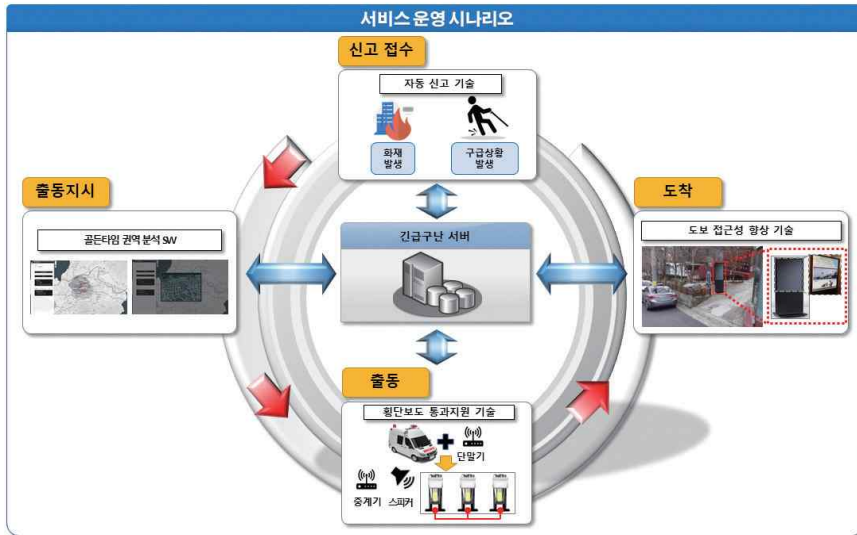 서비스 운영 시나리오
신고 접수
자동 신고 기술
화재
발생
구급상황
발생
출동지시
골든타임 권역 분석 SW
긴급구난 서버
도착
도보 접근성 향상 기술
출동
횡단보도 통과지원 기술
단말기
중계기
스피커